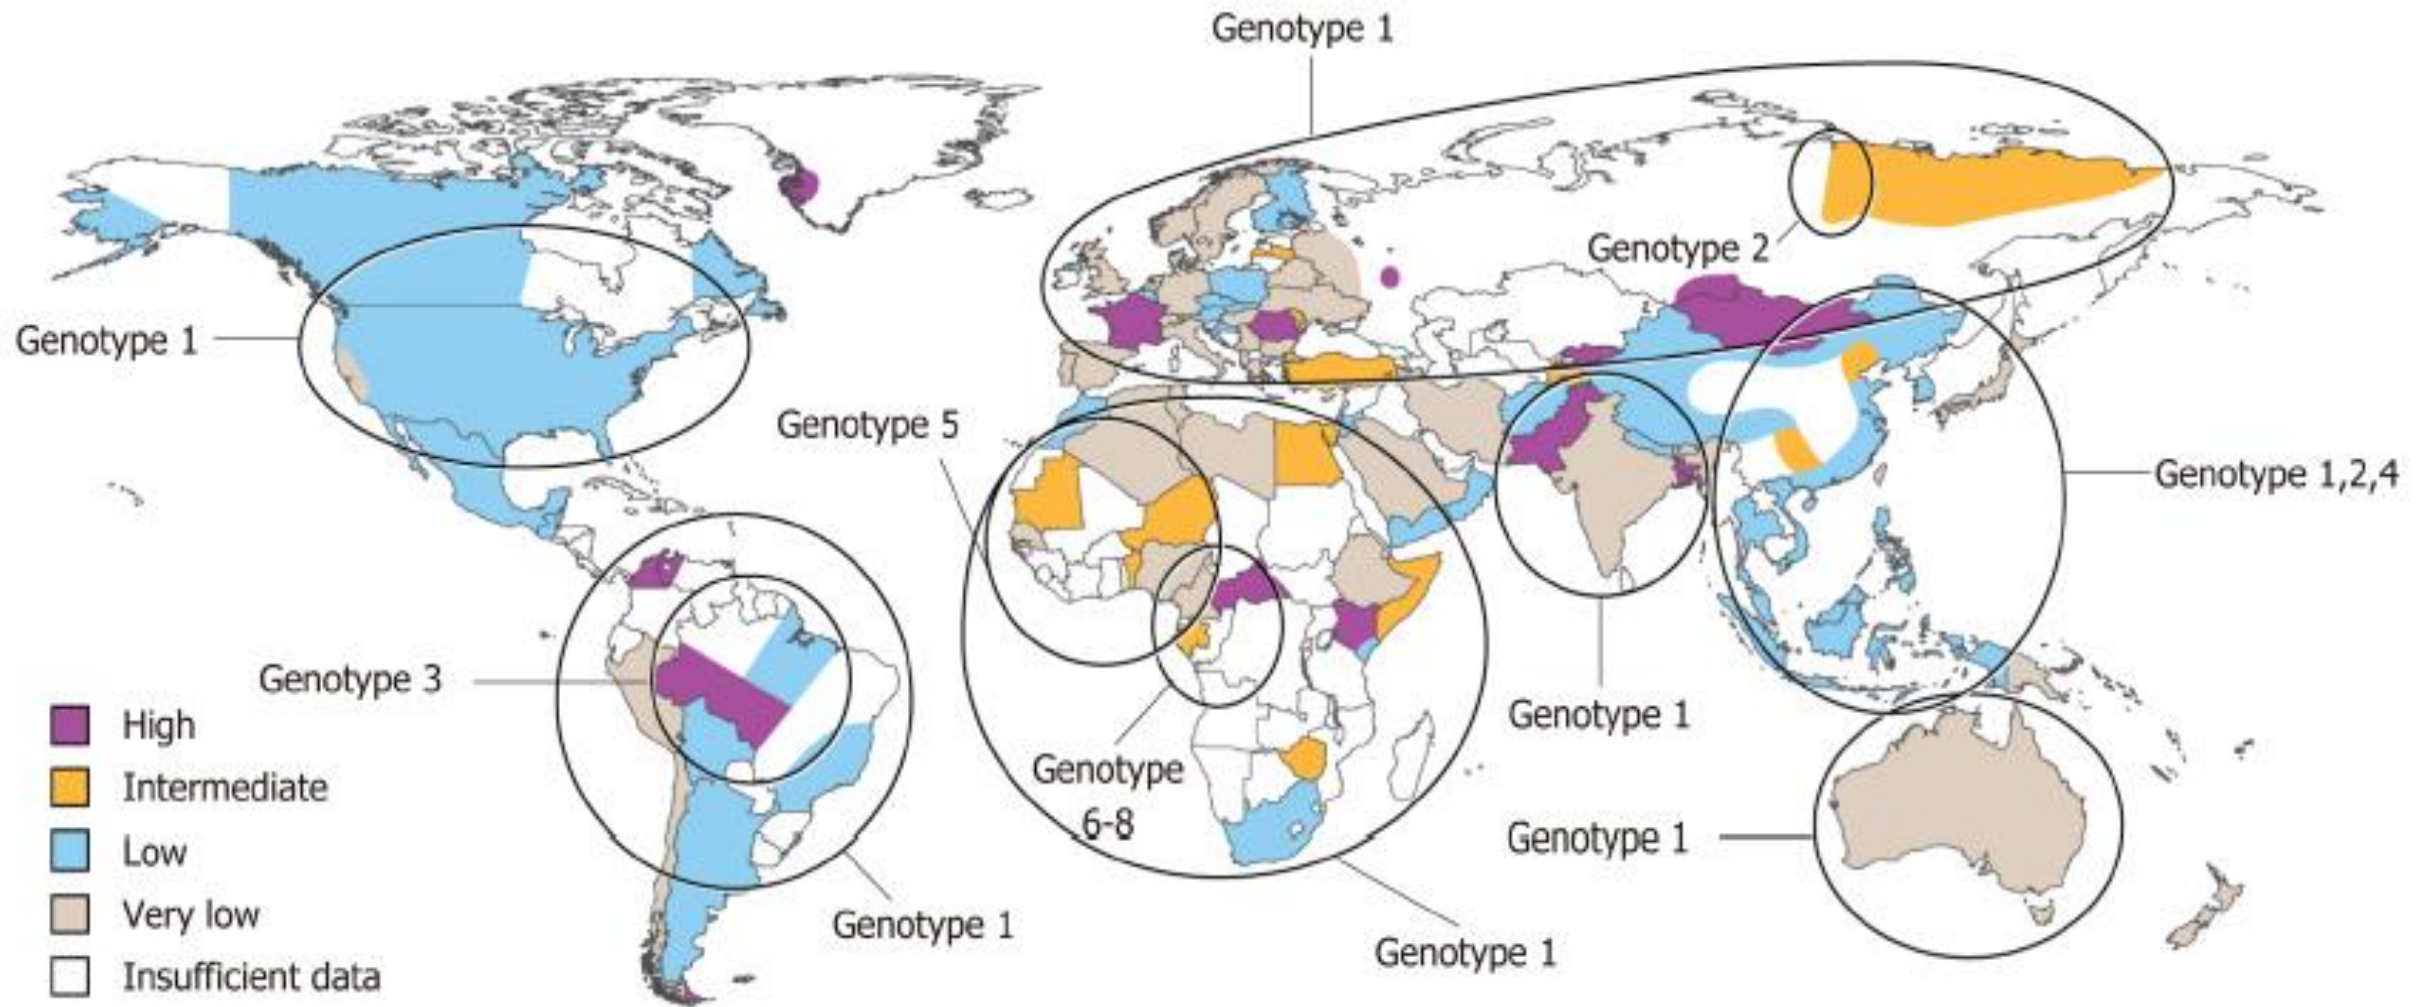 Genotype 1
Genotype 2
Genotype 1
Genotype 5
Genotype 1,2,4
Genotype 3
Genotype 1
Genotype
6-8
Genotype 1
Genotype 1
Genotype 1
High
Intermediate
Low
Very low
Insufficient data